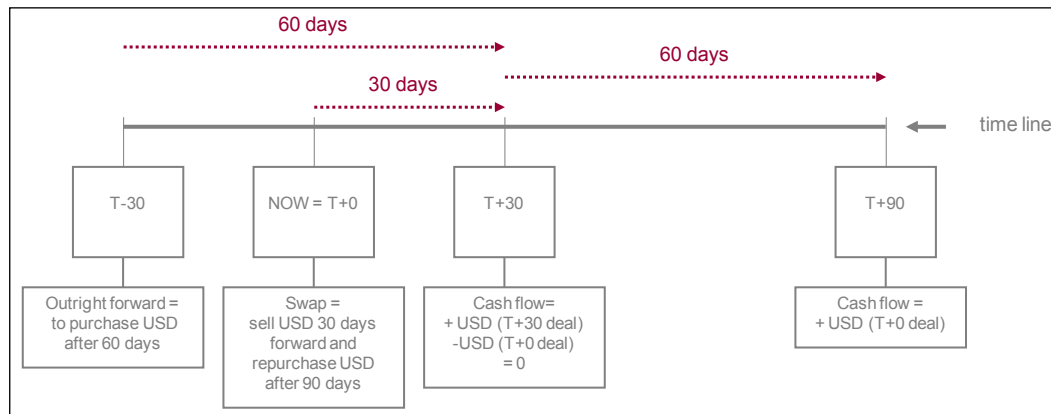 60 days
60 days
30 days
time line
T-30
NOW = T+0
T+30
T+90
Outright forward =
to purchase USD
after 60 days
Swap =
sell USD 30 days
forward and
repurchase USD
after 90 days
Cash flow=
+ USD (T+30 deal)
-USD (T+0 deal)
= 0
Cash flow =
+ USD (T+0 deal)